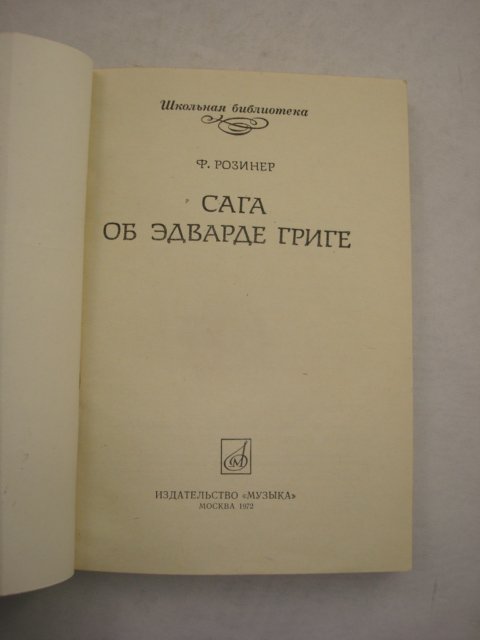 Школьная библиотека
Ф. РОЗИНЕР
САГА
ОБ ЭДВАРДЕ ГРИГЕ
ИЗДАТЕЛЬСТВО «МУЗЫКА»
МОСКВА 1972